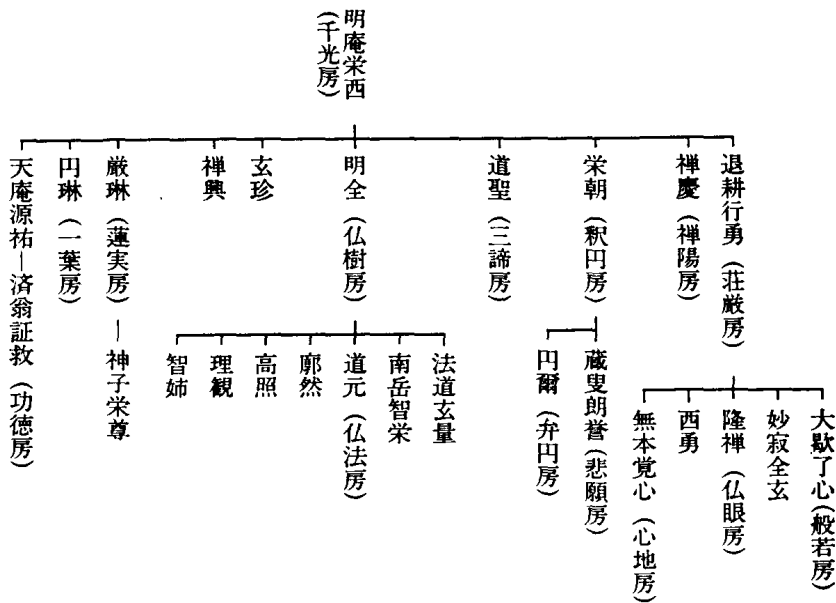 明庵栄西
(千光房)
退耕行勇(荘厳房)
大歇了心(般若房)
妙寂全玄
隆禅(仏眼房)
西勇
無本覚心(心地房)
禅慶(禅陽房)
栄朝(釈円房)
蔵叟朗誉(悲願房)
円爾(弁円房)
道聖(三諦房)
明全(仏樹房)
法道玄量
南岳智栄
道元(仏法房)
廓然
高照
理観
智姉
玄珍
禅興
厳琳(蓮実房)―神子栄尊
円琳(一葉房)
天庵源祐―済翁証救(功徳房)